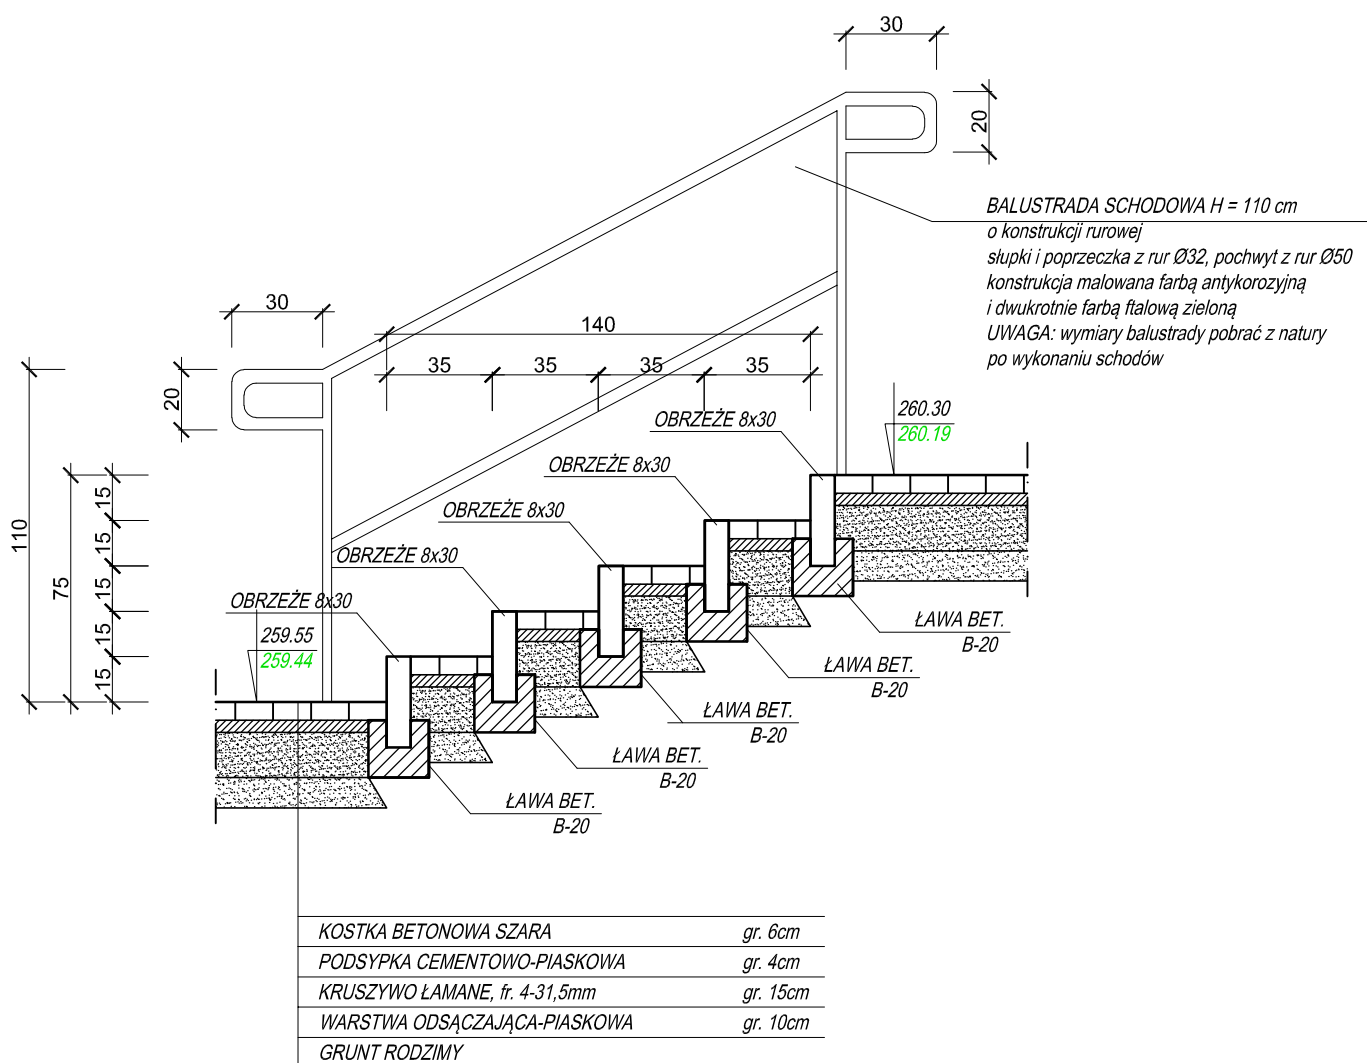 30
20
BALUSTRADA SCHODOWA H = 110 cm
o konstrukcji rurowej
słupki i poprzeczka z rur Ø32, pochwyt z rur Ø50
konstrukcja malowana farbą antykorozyjną
i dwukrotnie farbą ftalową zieloną
UWAGA: wymiary balustrady pobrać z natury
po wykonaniu schodów
30
140
35 35 35 35
20
110
75
15
15
15
15
15
OBRZEŻE 8x30
260.30
260.19
OBRZEŻE 8x30
OBRZEŻE 8x30
OBRZEŻE 8x30
OBRZEŻE 8x30
259.55
259.44
ŁAWA BET.
B-20
ŁAWA BET.
B-20
ŁAWA BET.
B-20
ŁAWA BET.
B-20
ŁAWA BET.
B-20
KOSTKA BETONOWA SZARA gr. 6cm
PODSYPKA CEMENTOWO-PIASKOWA gr. 4cm
KRUSZYWO ŁAMANE, fr. 4-31,5mm gr. 15cm
WARSTWA ODSĄCZAJĄCA-PIASKOWA gr. 10cm
GRUNT RODZIMY